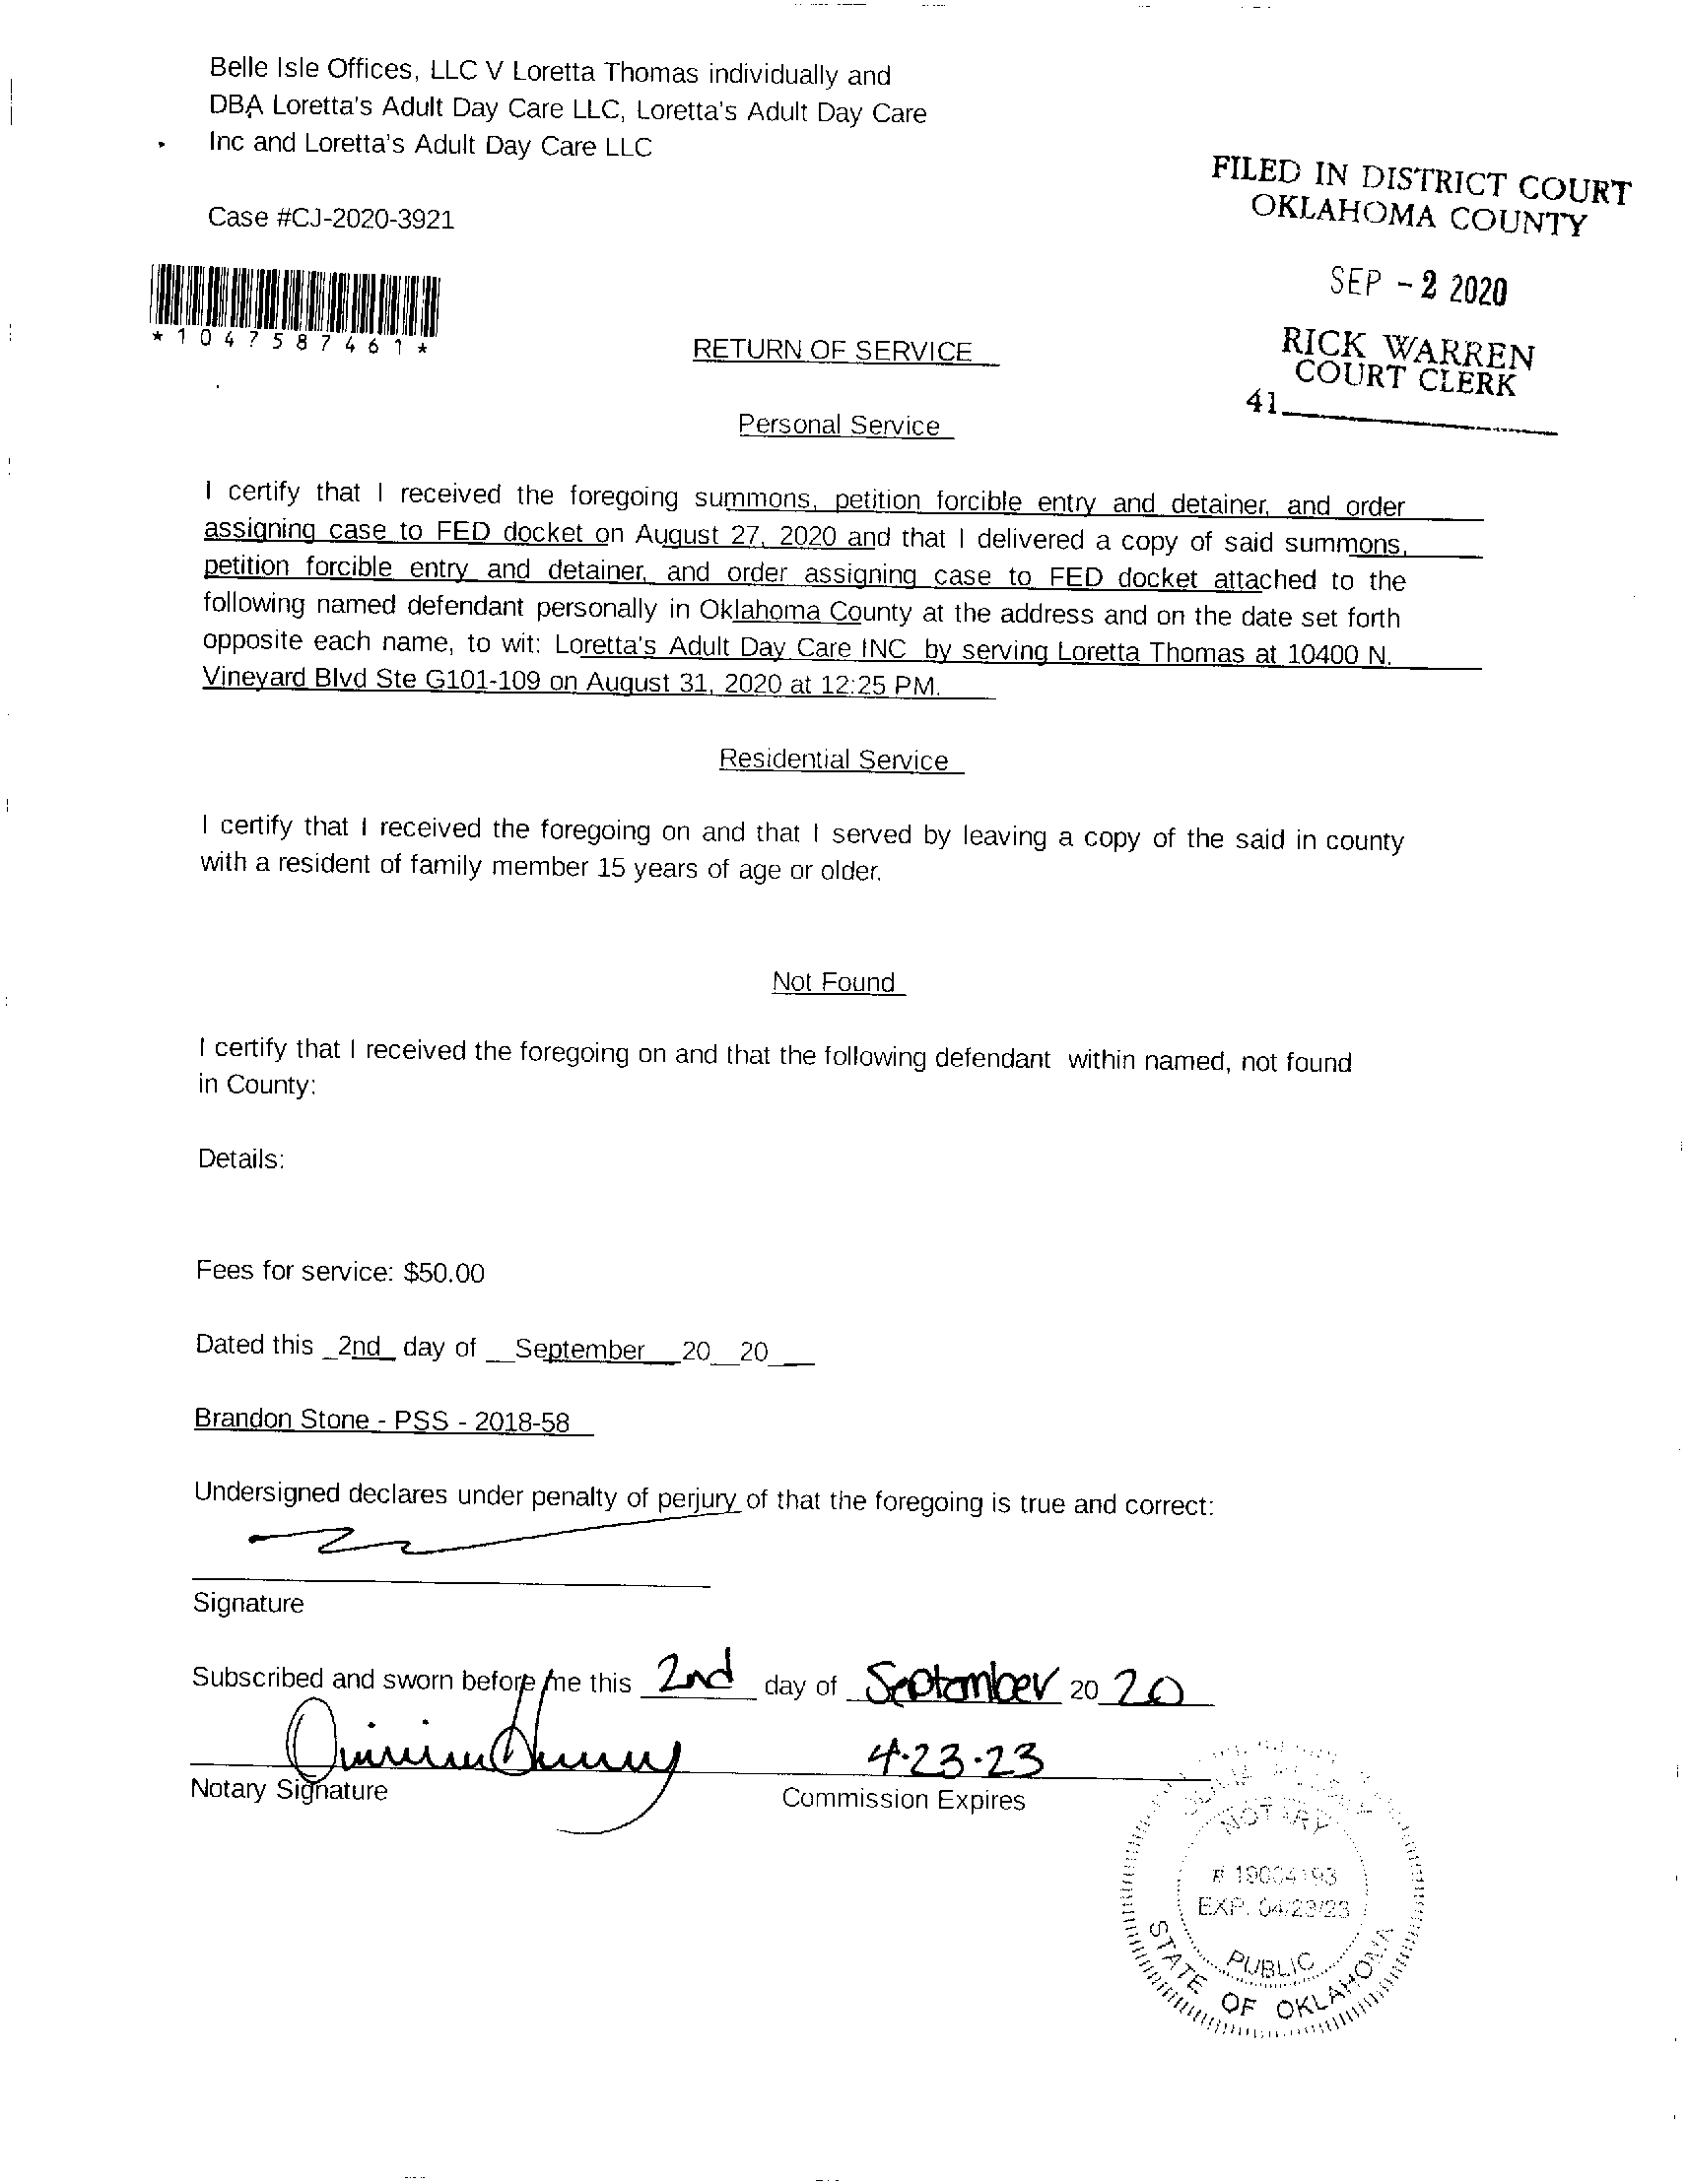 Belle Isle Offices, LLC V Loretta Thomas individually and
DBA Loretta's Adult Day Care LLC, Loretta's Adult Day Care
Inc and Loretta's Adult Day Care LLC
FILED IN DISTRICT COURT
OKLAHOMA COUNTY
Case #CJ-2020-3921
SEP - 2 2020
*1047587461*
RICK WARREN
COURT CLERK
RETURN OF SERVICE
41
Personal Service
I certify that I received the foregoing summons, petition forcible entry and detainer, and order
assigning case to FED docket on August 27, 2020 and that I delivered a copy of said summons,
petition forcible entry and detainer, and order assigning case to FED docket attached to the
following named defendant personally in Oklahoma County at the address and on the date set forth
opposite each name, to wit: Loretta's Adult Day Care INC by serving Loretta Thomas at 10400 N.
Vineyard Blvd Ste G101-109 on August 31, 2020 at 12:25 PM.
Residential Service
I certify that I received the foregoing on and that I served by leaving a copy of the said in county
with a resident of family member 15 years of age or older.
Not Found
I certify that I received the foregoing on and that the following defendant within named, not found
in County:
Details:
Fees for service: $50.00
Dated this 2nd day of September 20 20
Brandon Stone - PSS - 2018-58
Undersigned declares under penalty of perjury of that the foregoing is true and correct:
Signature
Subscribed and sworn before me this 2nd day of September 20 20
4-23-23
Notary Signature
Commission Expires
NOTARY
# 19004193
EXP. 04/23/23
PUBLIC
STATE OF OKLAHOMA